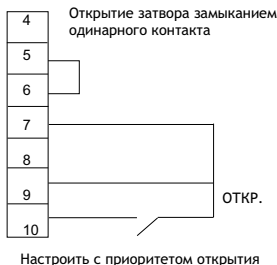 Открытие затвора замыканием
одинарного контакта
4
5
6
7
8
9
ОТКР.
10
Настроить с приоритетом открытия